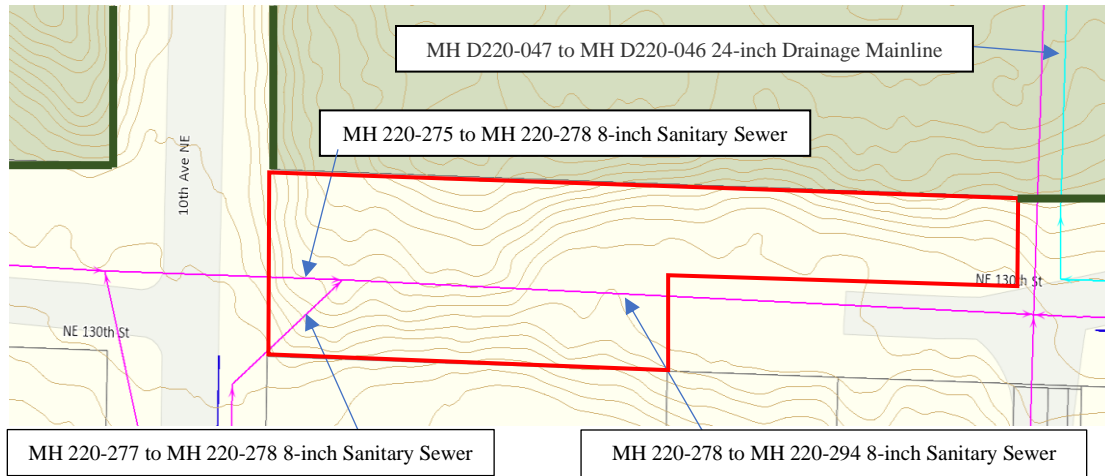 MH D220-047 to MH D220-046 24-inch Drainage Mainline
MH 220-275 to MH 220-278 8-inch Sanitary Sewer
10th Ave NE
NE 130th St
NE 130th St
MH 220-277 to MH 220-278 8-inch Sanitary Sewer
MH 220-278 to MH 220-294 8-inch Sanitary Sewer